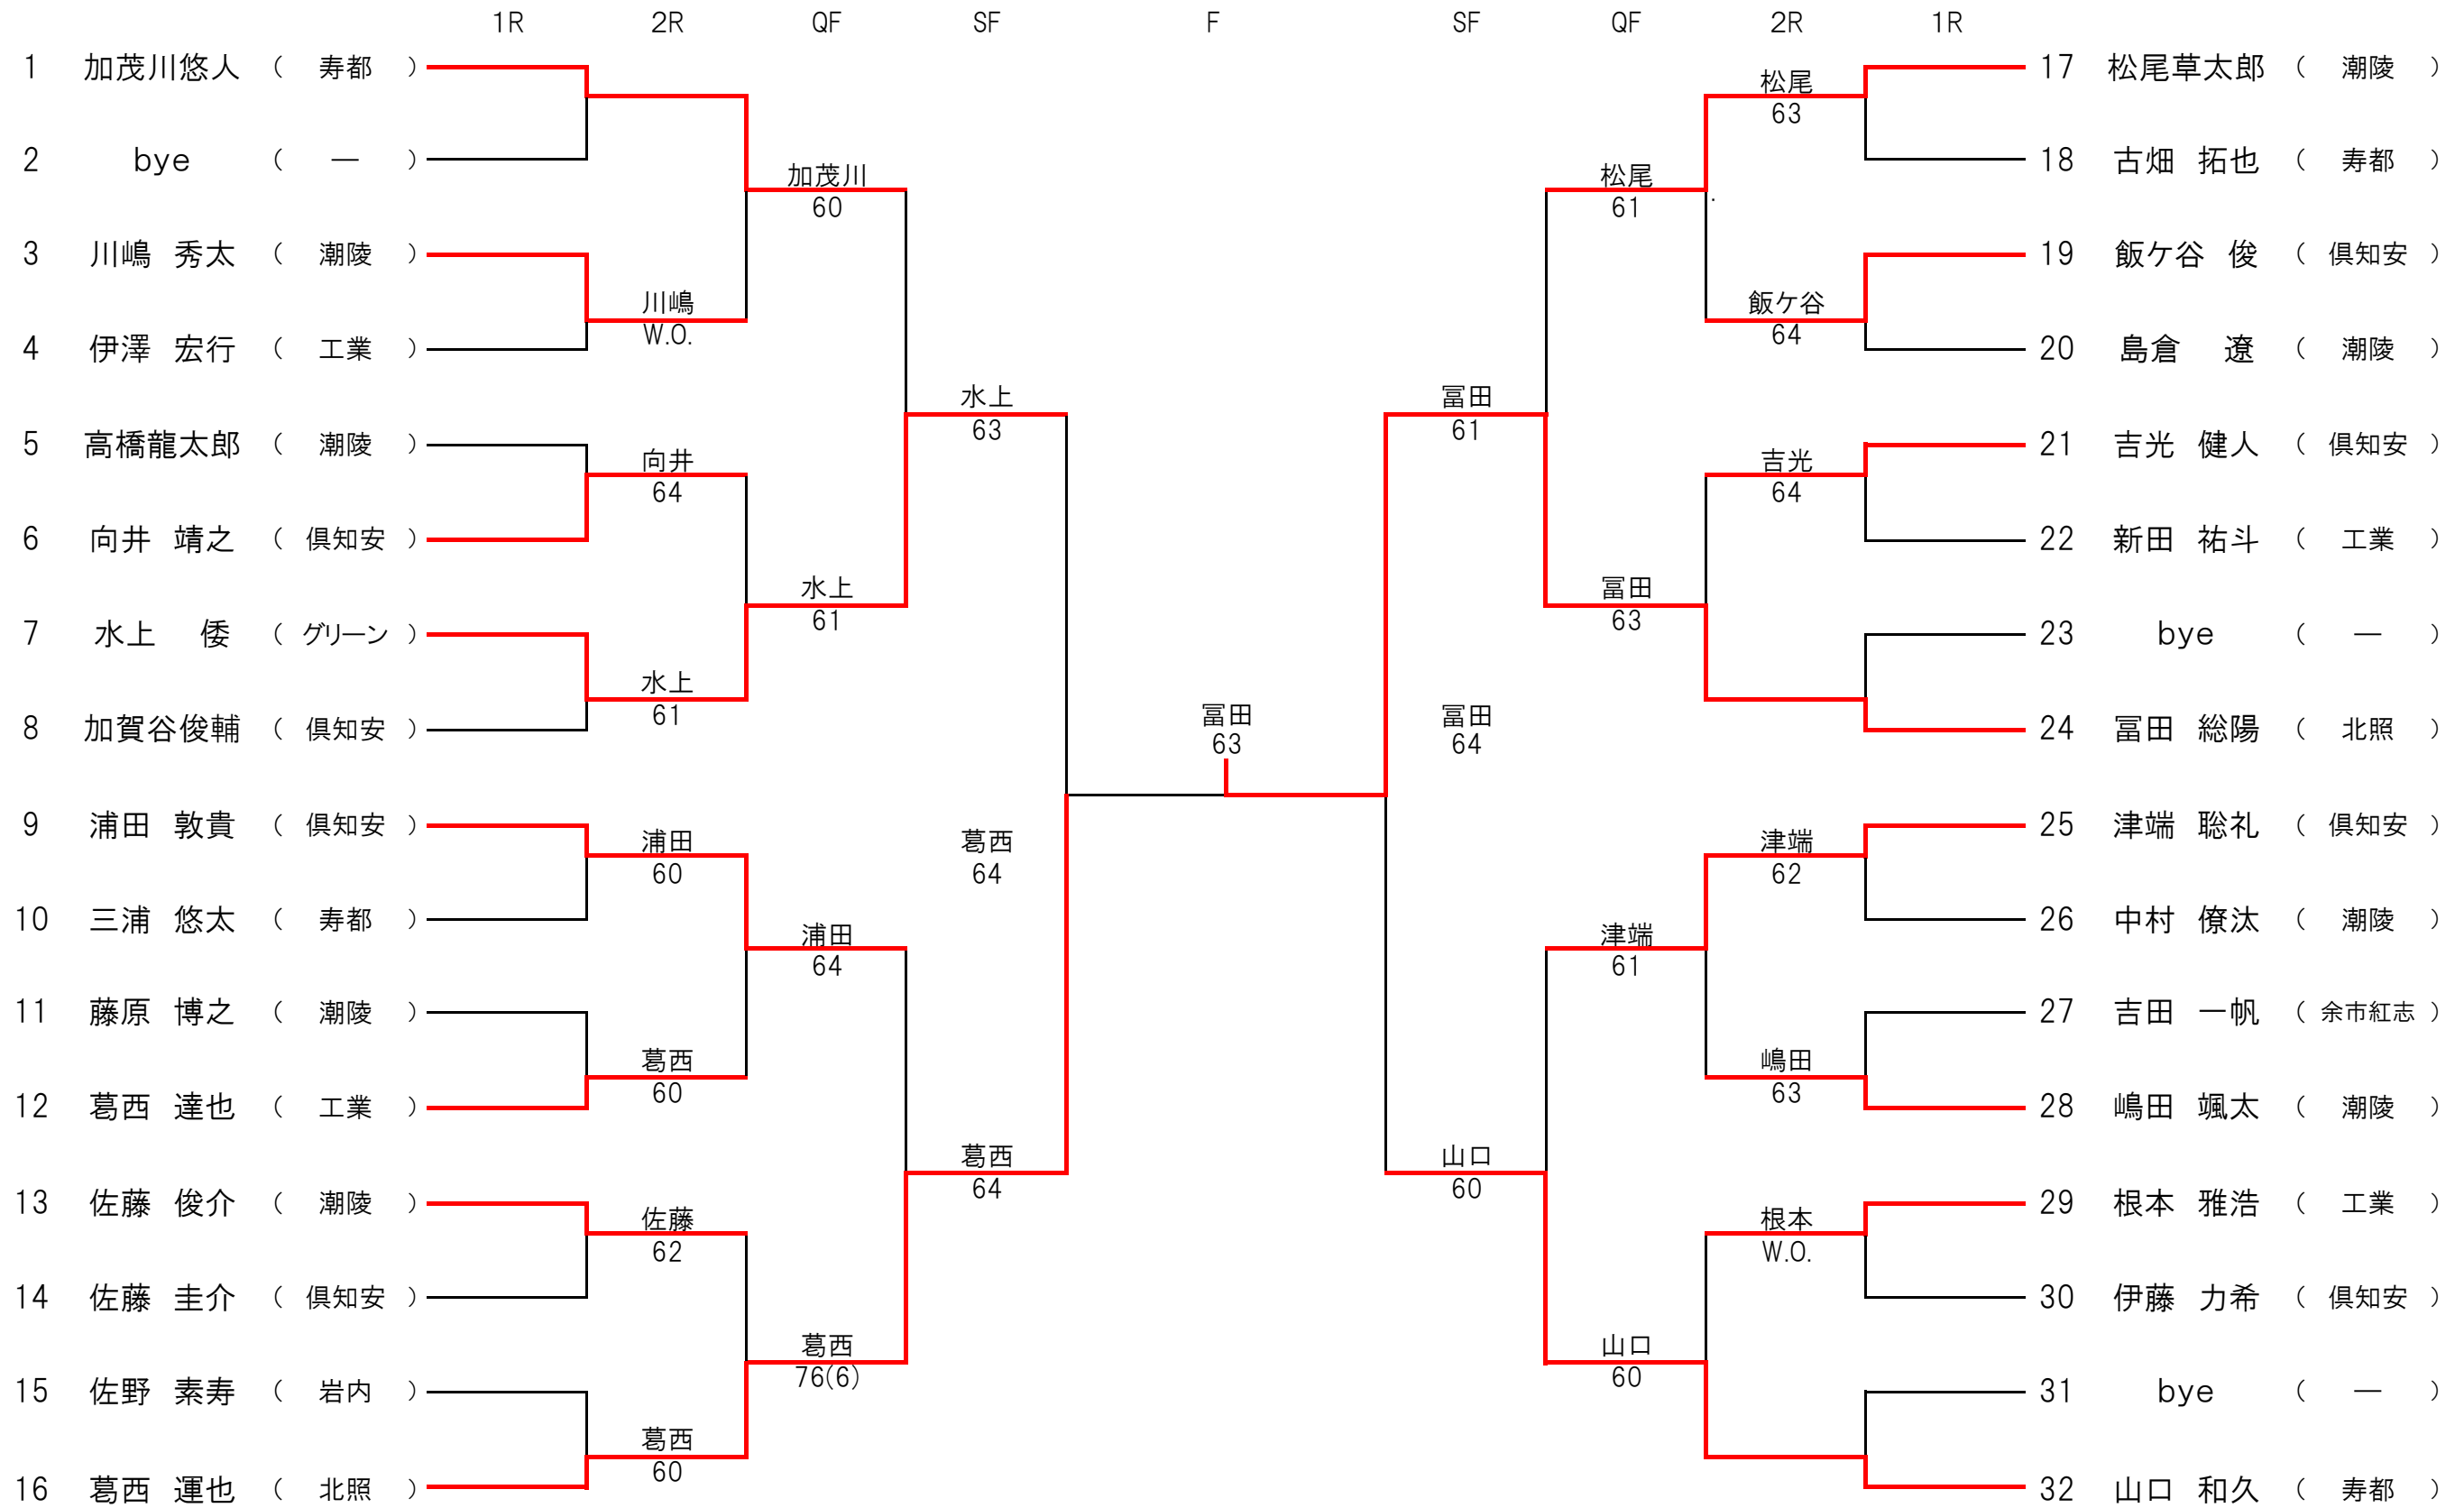 1R 2R QF SF F SF QF 2R 1R
1 加茂川悠人 ( 寿都 ) 17 松尾草太郎 ( 潮陵 )
松尾
63
2 bye ( ― ) 18 古畑 拓也 ( 寿都 )
加茂川 松尾
60 61
3 川嶋 秀太 ( 潮陵 ) 19 飯ケ谷 俊 ( 倶知安 )
川嶋 飯ケ谷
W.O. 64
4 伊澤 宏行 ( 工業 ) 20 島倉 遼 ( 潮陵 )
水上 冨田
63 61
5 高橋龍太郎 ( 潮陵 ) 21 吉光 健人 ( 倶知安 )
向井 吉光
64 64
6 向井 靖之 ( 倶知安 ) 22 新田 祐斗 ( 工業 )
水上 冨田
61 63
7 水上 倭 ( グリーン ) 23 bye ( ― )
水上
61
8 加賀谷俊輔 ( 倶知安 ) 24 冨田 総陽 ( 北照 )
冨田 冨田
63 64
9 浦田 敦貴 ( 倶知安 ) 25 津端 聡礼 ( 倶知安 )
浦田 葛西 津端
60 64 62
10 三浦 悠太 ( 寿都 ) 26 中村 僚汰 ( 潮陵 )
浦田 津端
64 61
11 藤原 博之 ( 潮陵 ) 27 吉田 一帆 ( 余市紅志 )
葛西 嶋田
60 63
12 葛西 達也 ( 工業 ) 28 嶋田 颯太 ( 潮陵 )
葛西 山口
64 60
13 佐藤 俊介 ( 潮陵 ) 29 根本 雅浩 ( 工業 )
佐藤 根本
62 W.O.
14 佐藤 圭介 ( 倶知安 ) 30 伊藤 力希 ( 倶知安 )
葛西 山口
76(6) 60
15 佐野 素寿 ( 岩内 ) 31 bye ( ― )
葛西
60
16 葛西 運也 ( 北照 ) 32 山口 和久 ( 寿都 )